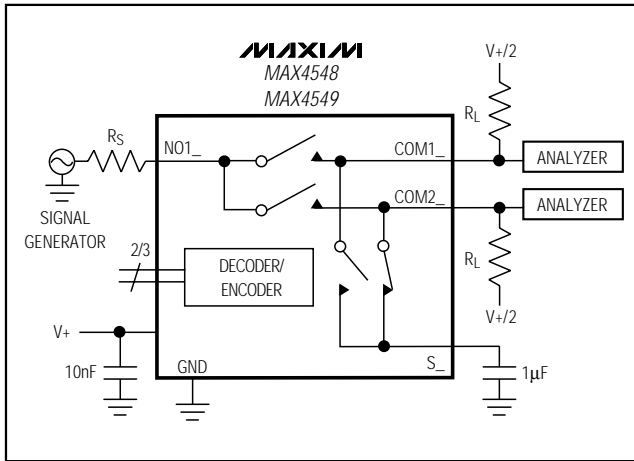 MAXIM
MAX4548
MAX4549
V+/2
RL
RS
NO1_
COM1_
ANALYZER
COM2_
ANALYZER
SIGNAL
GENERATOR
2/3
DECODER/
ENCODER
RL
V+/2
V+
10nF
GND
S_
1μF